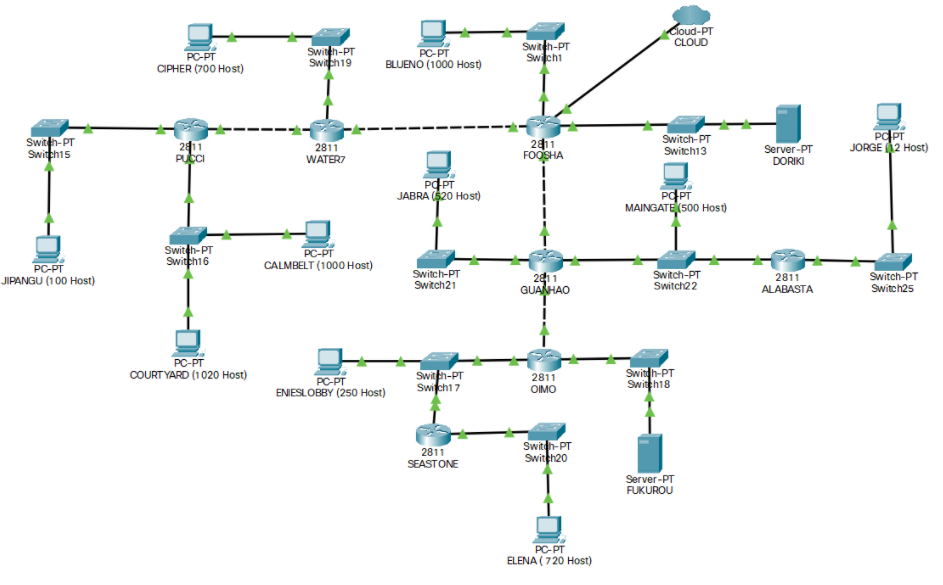 Cloud-PT
CLOUD
PC-PT
CIPHER (700 Host)
Switch-PT
Switch19
PC-PT
BLUENO (1000 Host)
Switch-PT
Switch1
Switch-PT
Switch15
2811
PUCCI
2811
WATER7
2811
FOOSHA
Switch-PT
Switch13
Server-PT
DORIKI
PC-PT
JORGE (12 Host)
PC-PT
JABRA (520 Host)
PC-PT
MAINGATE (500 Host)
PC-PT
JIPANGU (100 Host)
Switch-PT
Switch16
PC-PT
CALMBELT (1000 Host)
Switch-PT
Switch21
2811
GUANHAO
Switch-PT
Switch22
2811
ALABASTA
Switch-PT
Switch25
PC-PT
COURTYARD (1020 Host)
PC-PT
ENIESLOBBY (250 Host)
Switch-PT
Switch17
2811
OIMO
Switch-PT
Switch18
2811
SEASTONE
Switch-PT
Switch20
Server-PT
FUKUROU
PC-PT
ELENA ( 720 Host)